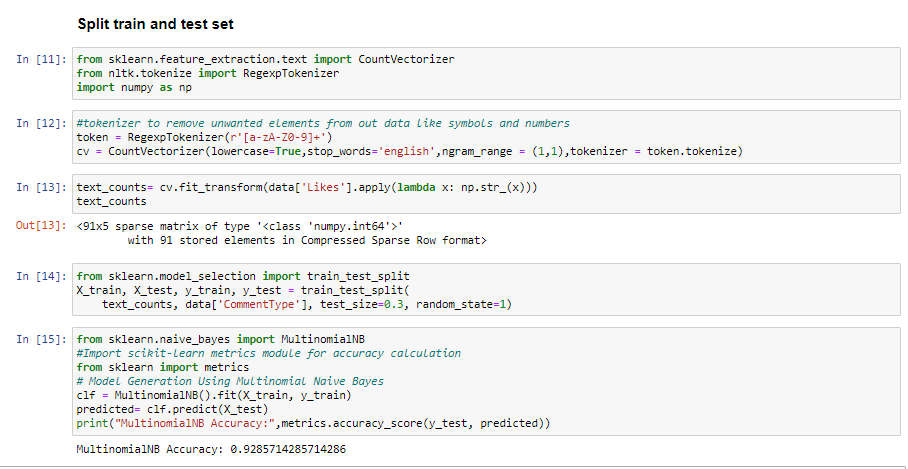 Split train and test set
In [11]: from sklearn.feature_extraction.text import CountVectorizer
from nltk.tokenize import RegexpTokenizer
import numpy as np
In [12]: #tokenizer to remove unwanted elements from out data like symbols and numbers
token = RegexpTokenizer(r'[a-zA-Z0-9]+')
cv = CountVectorizer(lowercase=True,stop_words='english',ngram_range = (1,1),tokenizer = token.tokenize)
In [13]: text_counts= cv.fit_transform(data['Likes'].apply(lambda x: np.str_(x)))
text_counts
Out[13]: <91x5 sparse matrix of type '<class 'numpy.int64'>'
with 91 stored elements in Compressed Sparse Row format>
In [14]: from sklearn.model_selection import train_test_split
X_train, X_test, y_train, y_test = train_test_split(
text_counts, data['CommentType'], test_size=0.3, random_state=1)
In [15]: from sklearn.naive_bayes import MultinomialNB
#Import scikit-learn metrics module for accuracy calculation
from sklearn import metrics
# Model Generation Using Multinomial Naive Bayes
clf = MultinomialNB().fit(X_train, y_train)
predicted= clf.predict(X_test)
print("MultinomialNB Accuracy:",metrics.accuracy_score(y_test, predicted))
MultinomialNB Accuracy: 0.9285714285714286